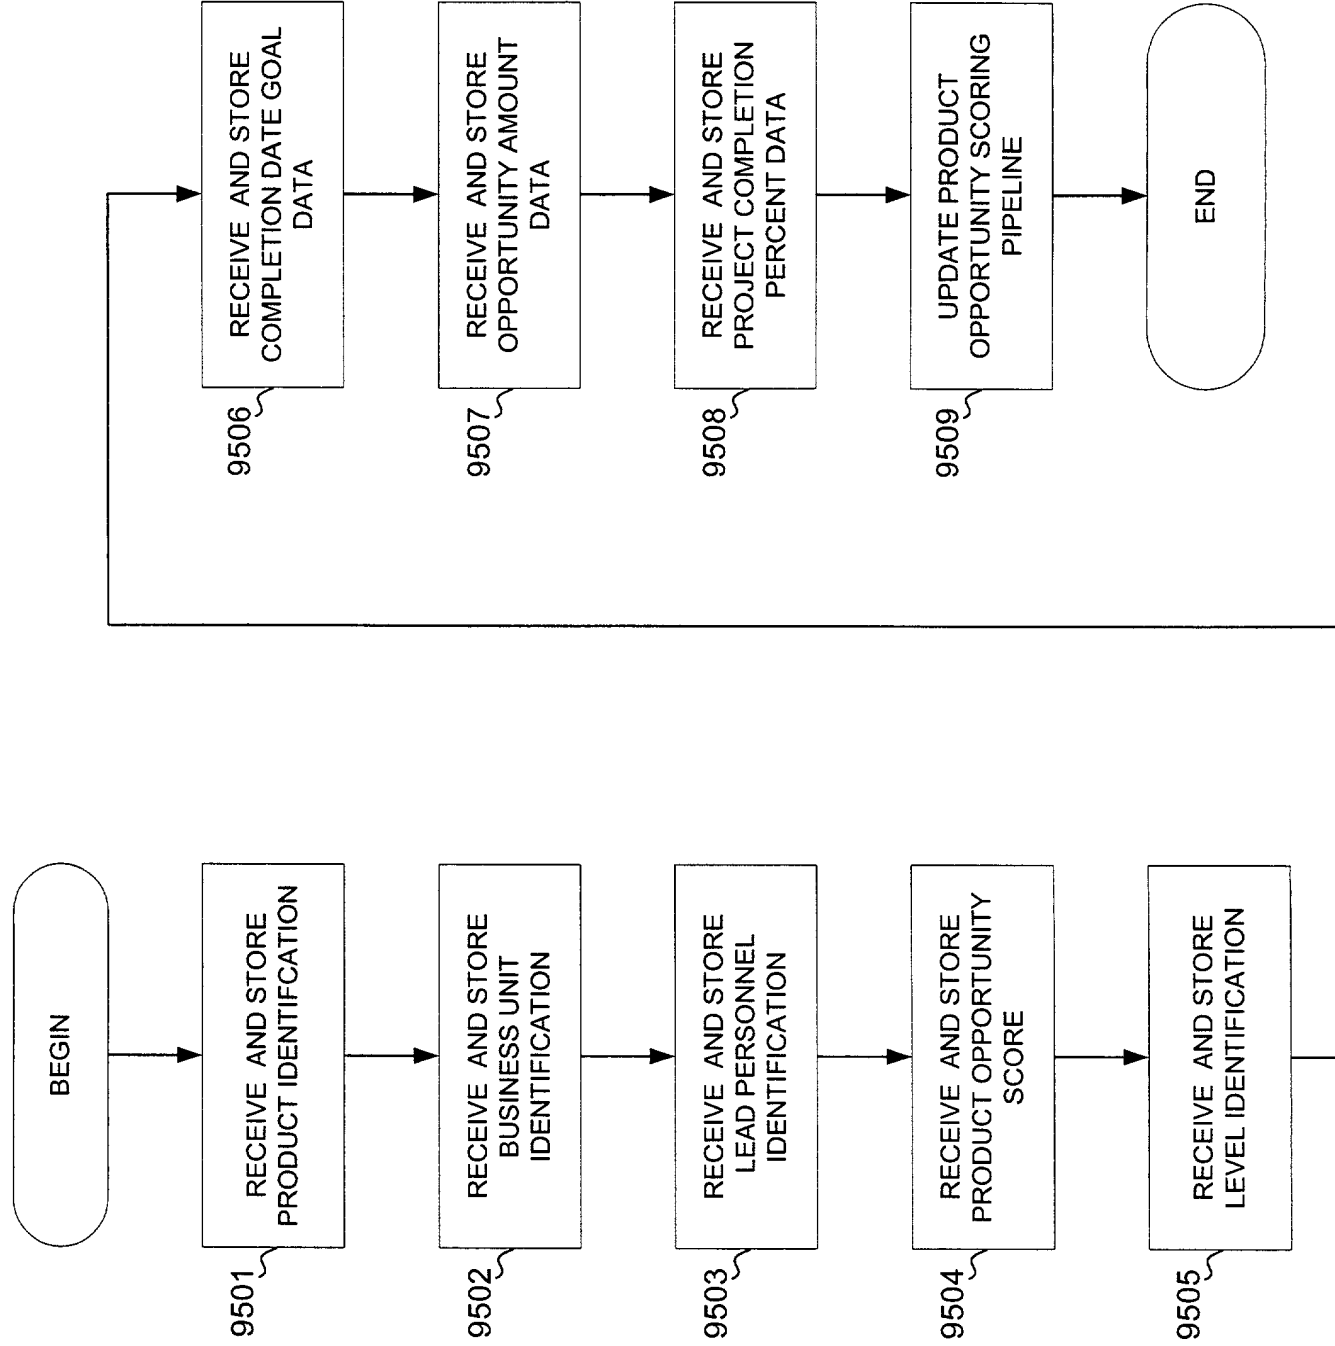 BEGIN
9501
RECEIVE AND STORE
PRODUCT IDENTIFCATION
9502
RECEIVE AND STORE
BUSINESS UNIT
IDENTIFICATION
9503
RECEIVE AND STORE
LEAD PERSONNEL
IDENTIFICATION
9504
RECEIVE AND STORE
PRODUCT OPPORTUNITY
SCORE
9505
RECEIVE AND STORE
LEVEL IDENTIFICATION
9506
RECEIVE AND STORE
COMPLETION DATE GOAL
DATA
9507
RECEIVE AND STORE
OPPORTUNITY AMOUNT
DATA
9508
RECEIVE AND STORE
PROJECT COMPLETION
PERCENT DATA
9509
UPDATE PRODUCT
OPPORTUNITY SCORING
PIPELINE
END